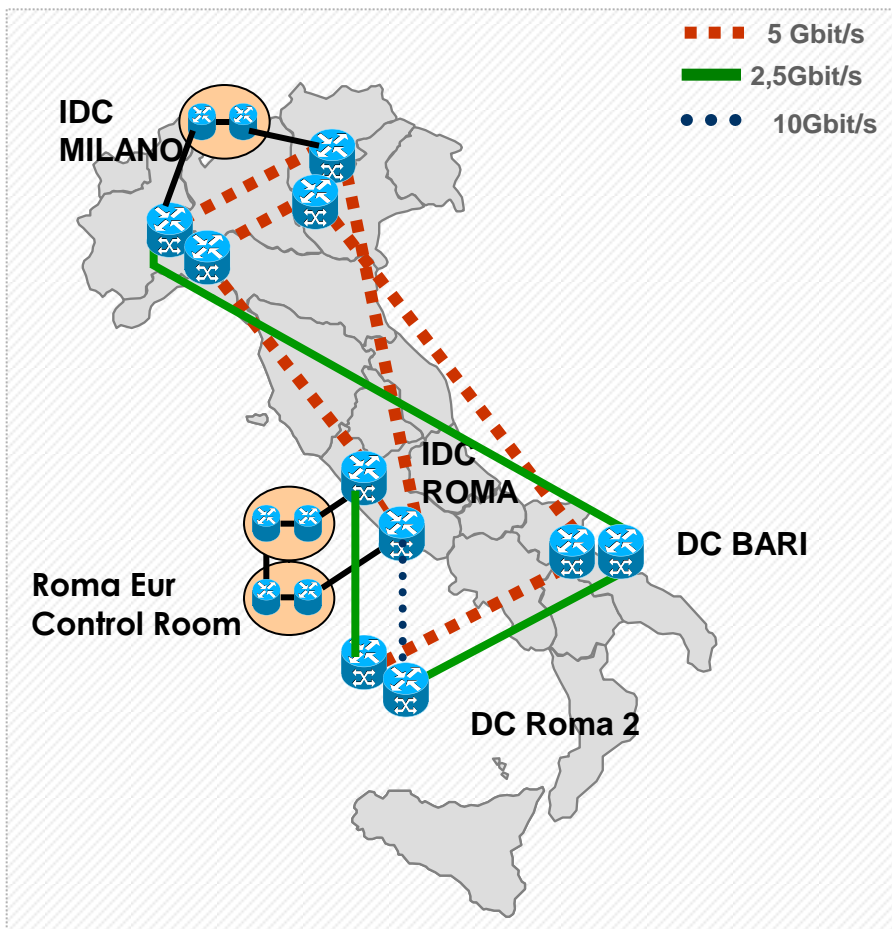 5 Gbit/s
2,5Gbit/s
10Gbit/s
IDC
MILANO
IDC
ROMA
DC BARI
Roma Eur
Control Room
DC Roma 2